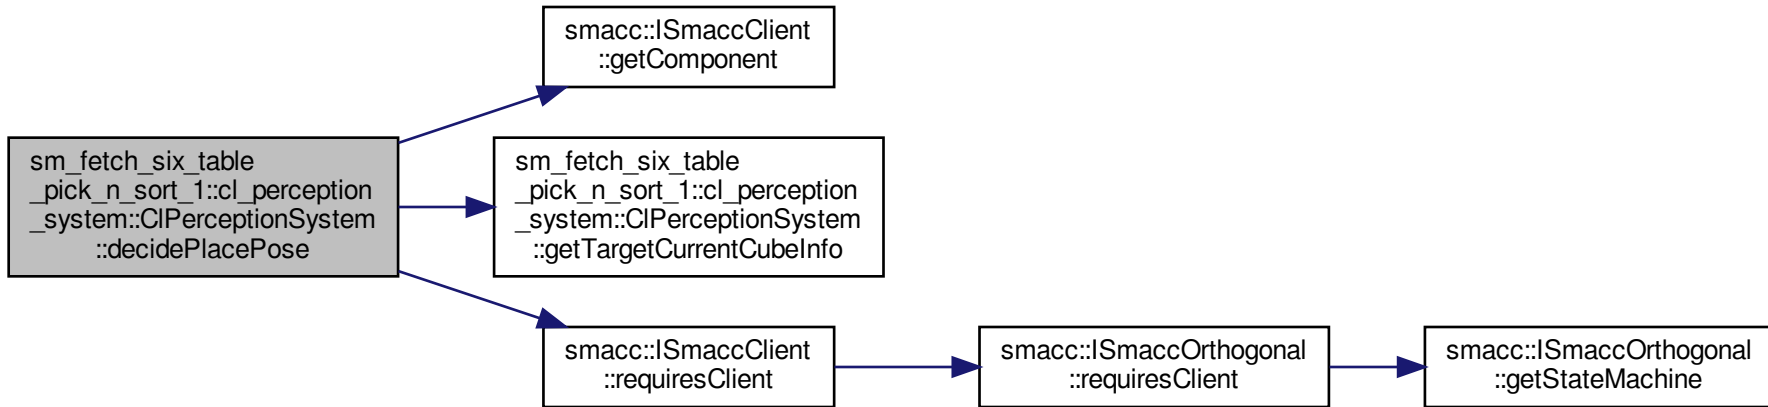 smacc::ISmaccClient
::getComponent
sm_fetch_six_table
_pick_n_sort_1::cl_perception
_system::ClPerceptionSystem
::decidePlacePose
sm_fetch_six_table
_pick_n_sort_1::cl_perception
_system::ClPerceptionSystem
::getTargetCurrentCubeInfo
smacc::ISmaccClient
::requiresClient
smacc::ISmaccOrthogonal
::requiresClient
smacc::ISmaccOrthogonal
::getStateMachine